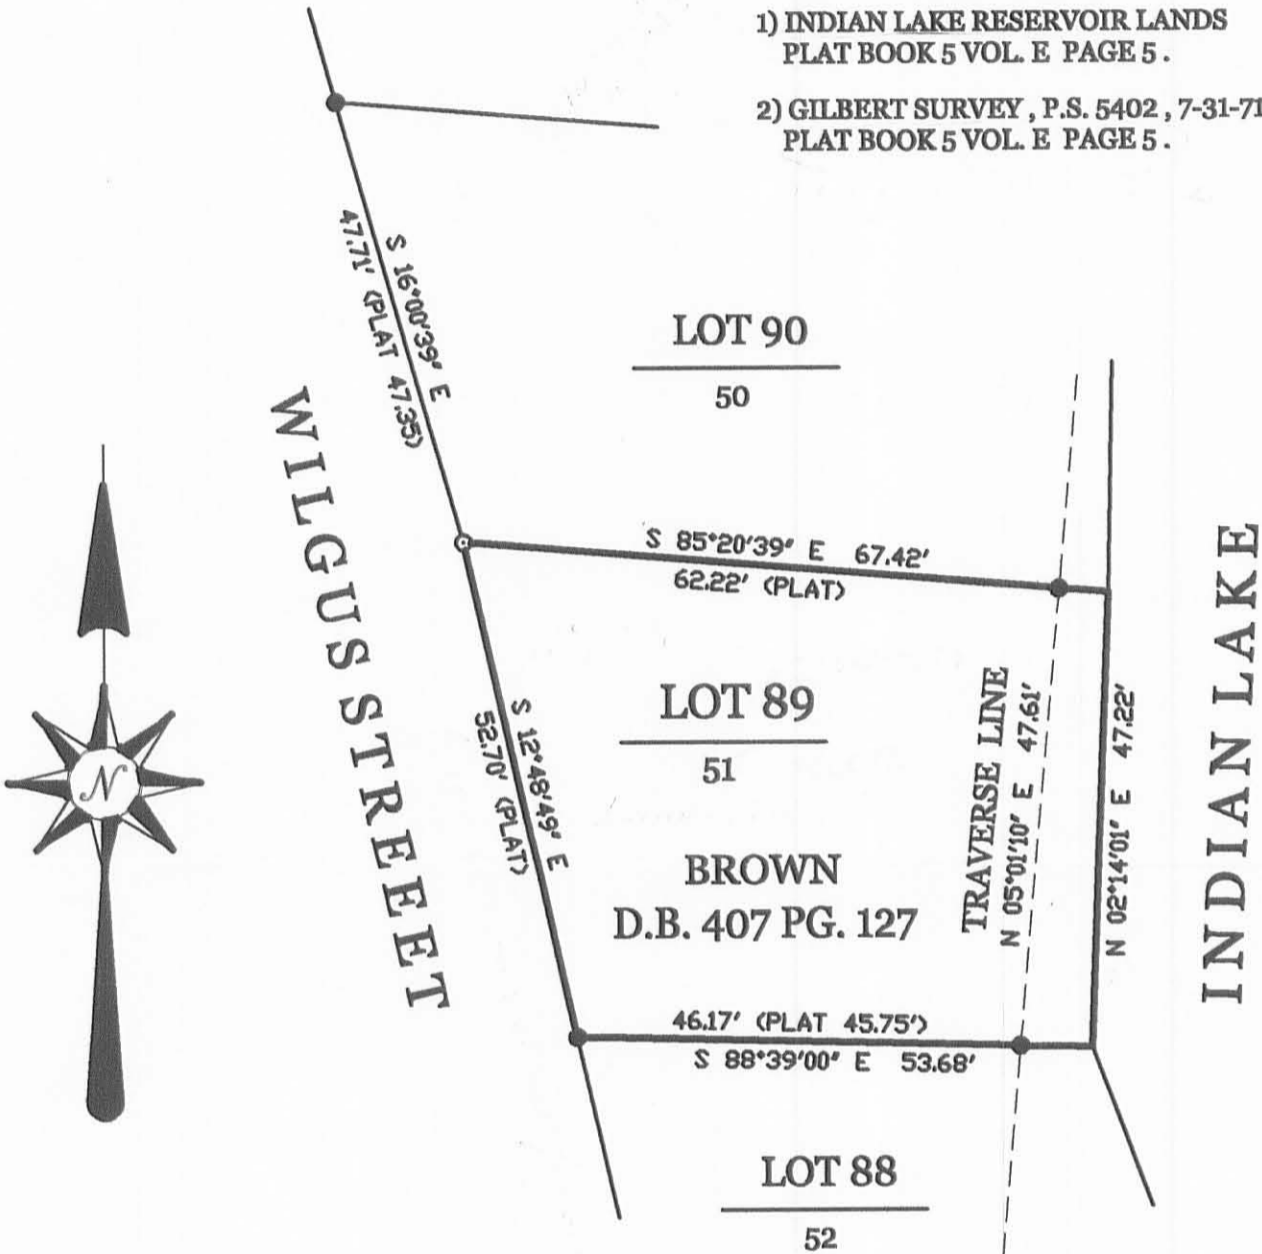 1) INDIAN LAKE RESERVOIR LANDS
PLAT BOOK 5 VOL. E PAGE 5 .
2) GILBERT SURVEY , P.S. 5402 , 7-31-71
PLAT BOOK 5 VOL. E PAGE 5 .
S 16°00'39" E
47.71' (PLAT 47.35)
LOT 90
50
WILGUS STREET
S 85°20'39" E 67.42'
62.22' (PLAT)
N
S 12°48'49" E
52.70' (PLAT)
LOT 89
51
BROWN
D.B. 407 PG. 127
TRAVERSE LINE
N 05°01'10" E 47.61'
N 02°14'01" E 47.22'
INDIAN LAKE
46.17' (PLAT 45.75')
S 88°39'00" E 53.68'
LOT 88
52